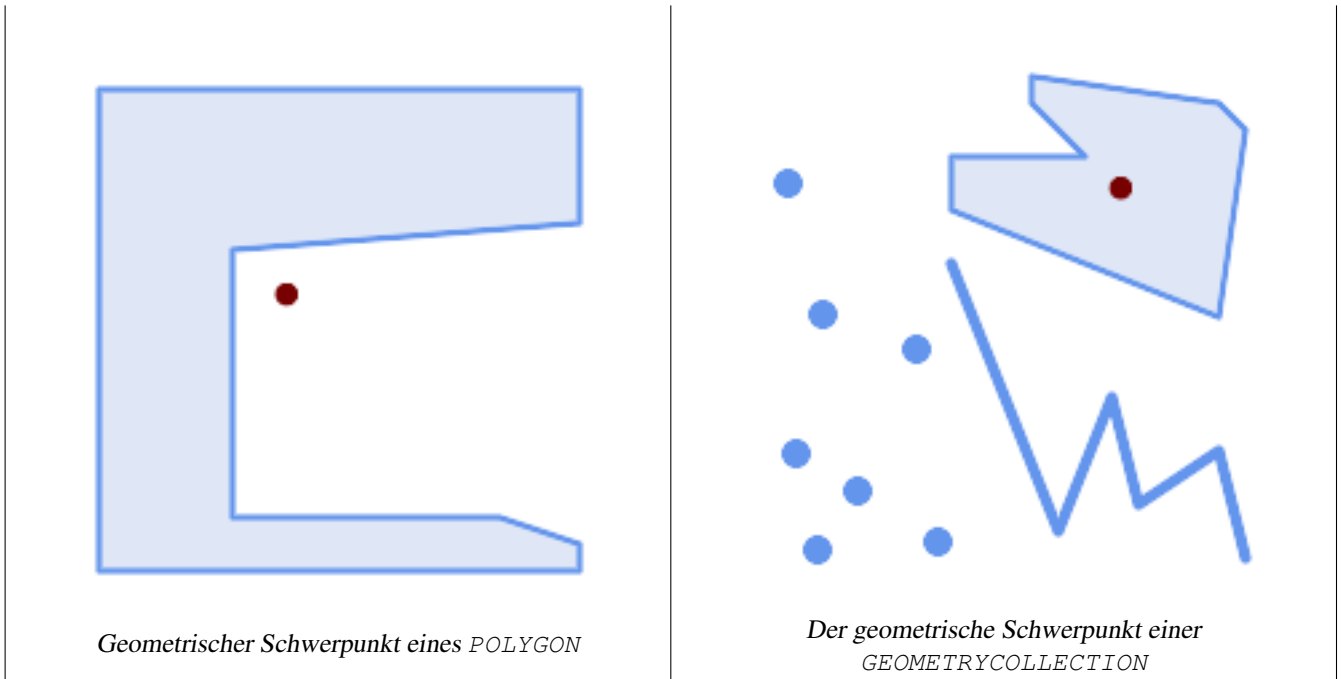 Geometrischer Schwerpunkt eines POLYGON
Der geometrische Schwerpunkt einer
GEOMETRYCOLLECTION